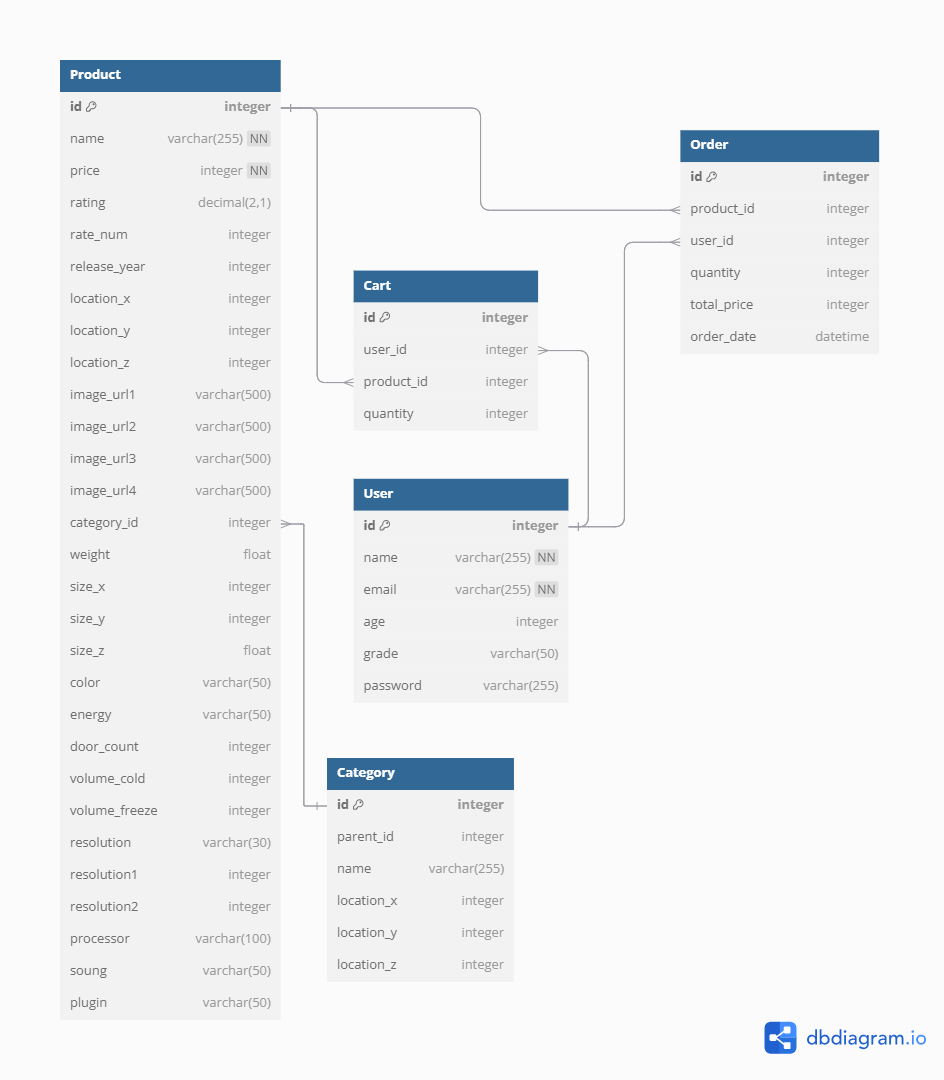 Product
id integer
name varchar(255) NN
price integer NN
rating decimal(2,1)
rate_num integer
release_year integer
location_x integer
location_y integer
location_z integer
image_url1 varchar(500)
image_url2 varchar(500)
image_url3 varchar(500)
image_url4 varchar(500)
category_id integer
weight float
size_x integer
size_y integer
size_z float
color varchar(50)
energy varchar(50)
door_count integer
volume_cold integer
volume_freeze integer
resolution varchar(30)
resolution1 integer
resolution2 integer
processor varchar(100)
soung varchar(50)
plugin varchar(50)
Cart
id integer
user_id integer
product_id integer
quantity integer
User
id integer
name varchar(255) NN
email varchar(255) NN
age integer
grade varchar(50)
password varchar(255)
Category
id integer
parent_id integer
name varchar(255)
location_x integer
location_y integer
location_z integer
Order
id integer
product_id integer
user_id integer
quantity integer
total_price integer
order_date datetime
dbdiagram.io